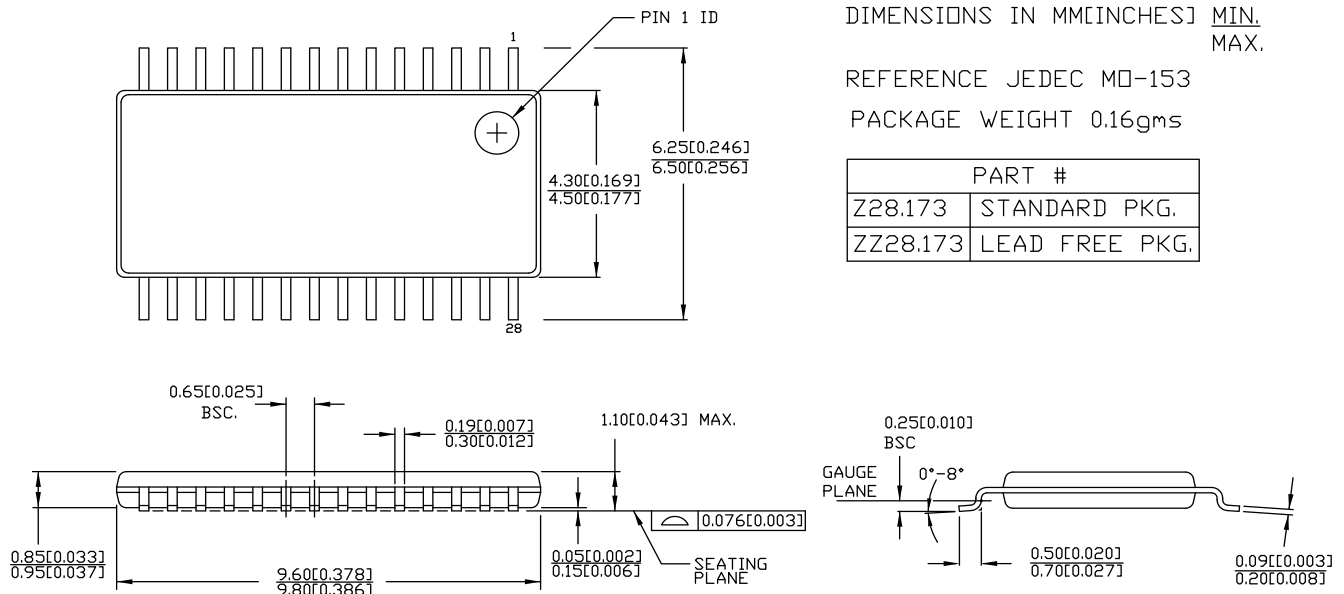 PIN 1 ID
1
6.25[0.246]
6.50[0.256]
4.30[0.169]
4.50[0.177]
28
DIMENSIONS IN MM[INCHES] MIN.
MAX.
REFERENCE JEDEC MO-153
PACKAGE WEIGHT 0.16gms
PART #
Z28.173 STANDARD PKG.
ZZ28.173 LEAD FREE PKG.
0.65[0.025]
BSC.
0.19[0.007]
0.30[0.012]
1.10[0.043] MAX.
0.076[0.003]
0.85[0.033]
0.95[0.037]
9.60[0.378]
9.80[0.386]
0.05[0.002]
0.15[0.006]
SEATING
PLANE
0.25[0.010]
BSC
GAUGE
PLANE
0°-8°
0.50[0.020]
0.70[0.027]
0.09[[0.003]
0.20[0.008]